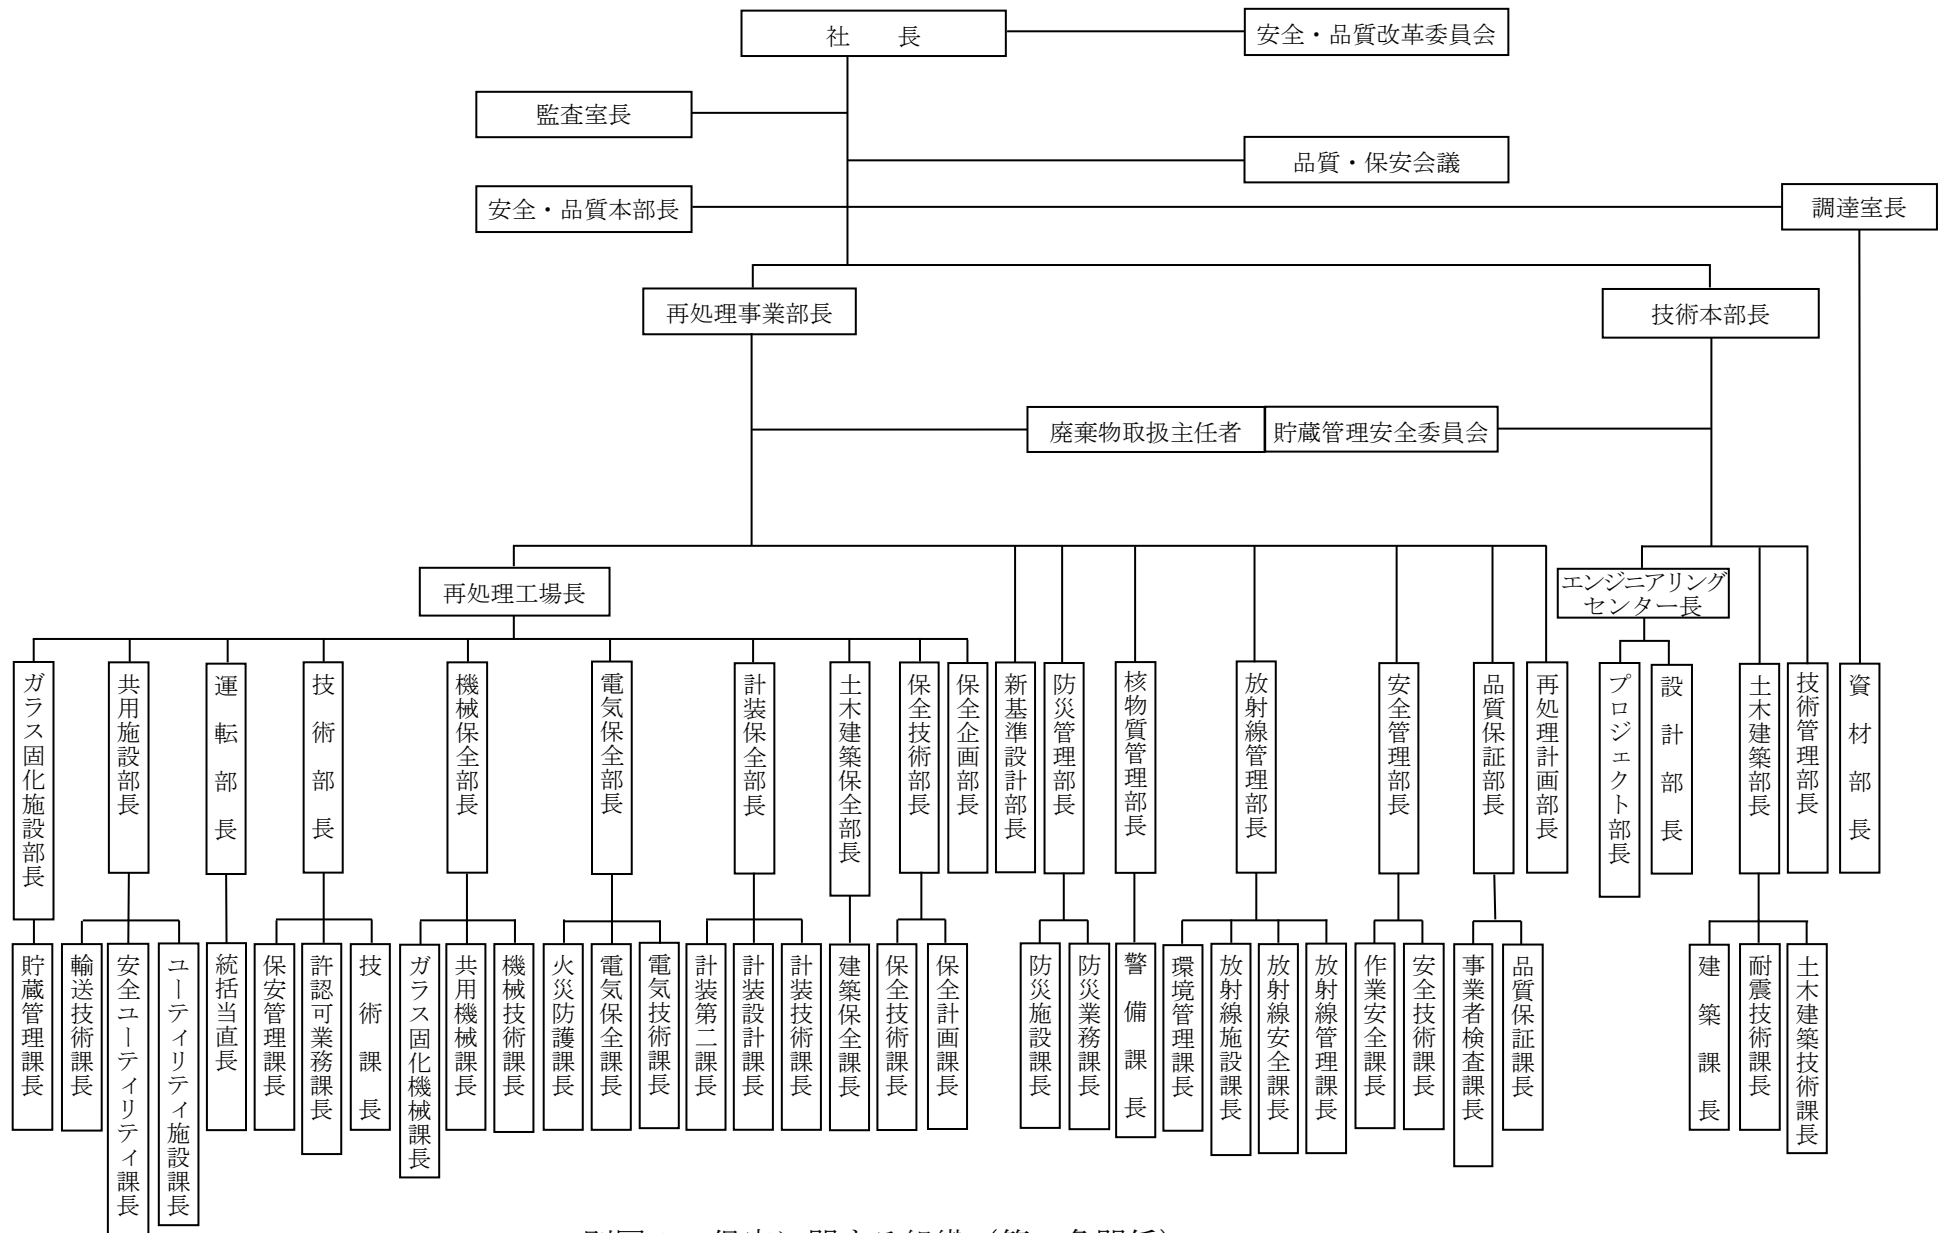 社　長
安全・品質改革委員会
監査室長
品質・保安会議
安全・品質本部長
調達室長
再処理事業部長
技術本部長
廃棄物取扱主任者
貯蔵管理安全委員会
再処理工場長
エンジニアリング
センター長
ガラス固化施設部長
共用施設部長
運転部長
技術部長
機械保全部長
電気保全部長
計装保全部長
土木建築保全部長
保全技術部長
保全企画部長
新基準設計部長
防災管理部長
核物質管理部長
放射線管理部長
安全管理部長
品質保証部長
再処理計画部長
プロジェクト部長
設計部長
土木建築部長
技術管理部長
資材部長
貯蔵管理課長
輸送技術課長
安全ユーティリティ課長
ユーティリティ施設課長
統括当直長
保安管理課長
許認可業務課長
技術課長
ガラス固化機械課長
共用機械課長
機械技術課長
火災防護課長
電気保全課長
電気技術課長
計装第二課長
計装設計課長
計装技術課長
建築保全課長
保全技術課長
保全計画課長
防災施設課長
防災業務課長
警備課長
環境管理課長
放射線施設課長
放射線安全課長
放射線管理課長
作業安全課長
安全技術課長
事業者検査課長
品質保証課長
建築課長
耐震技術課長
土木建築技術課長